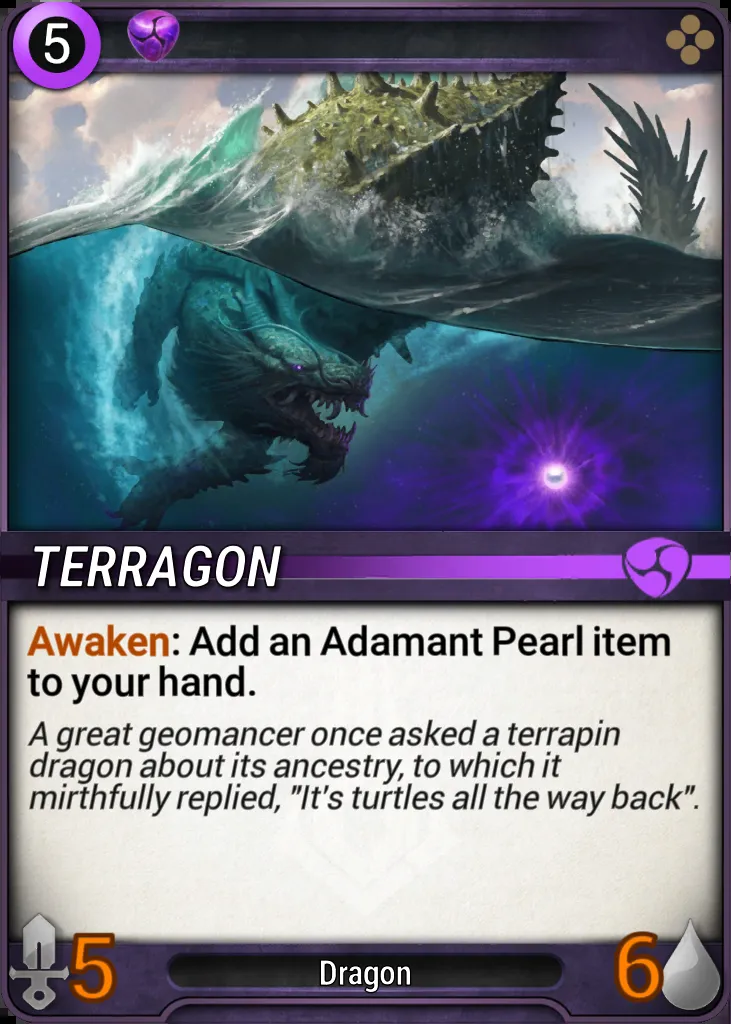 5
TERRAGON
Awaken: Add an Adamant Pearl item
to your hand.
A great geomancer once asked a terrapin
dragon about its ancestry, to which it
mirthfully replied, "It's turtles all the way back".
5
Dragon
6